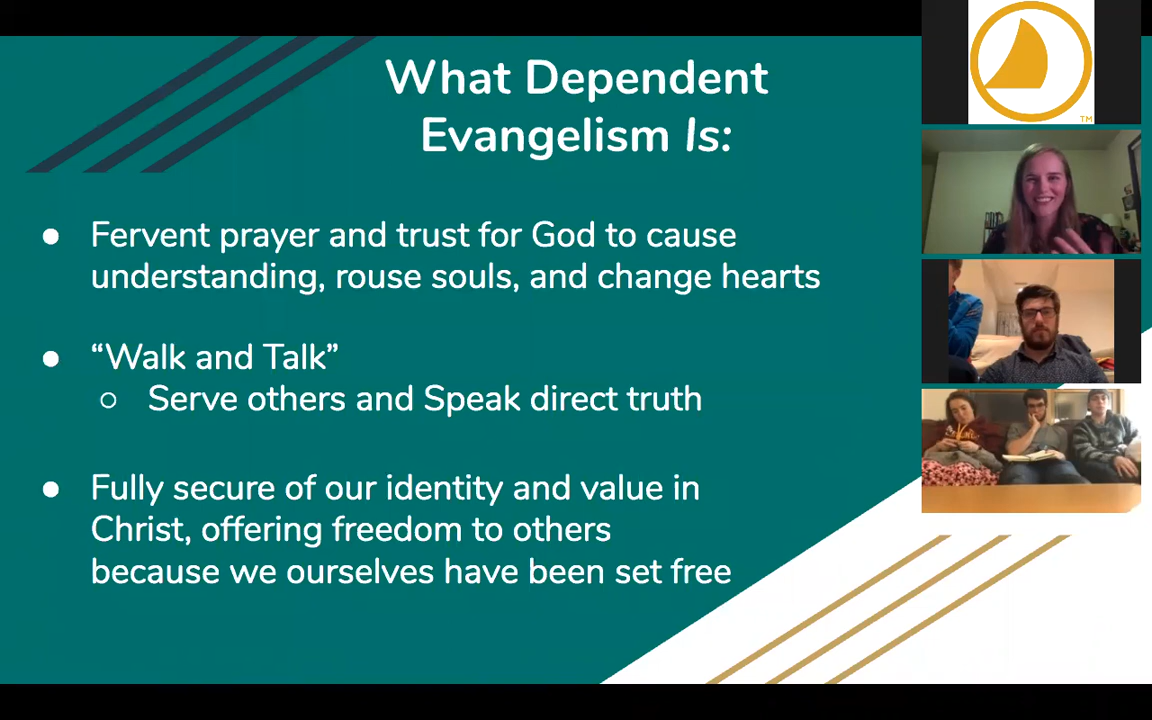 What Dependent
Evangelism Is:
● Fervent prayer and trust for God to cause
understanding, rouse souls, and change hearts
● “Walk and Talk”
○ Serve others and Speak direct truth
● Fully secure of our identity and value in
Christ, offering freedom to others
because we ourselves have been set free
TM